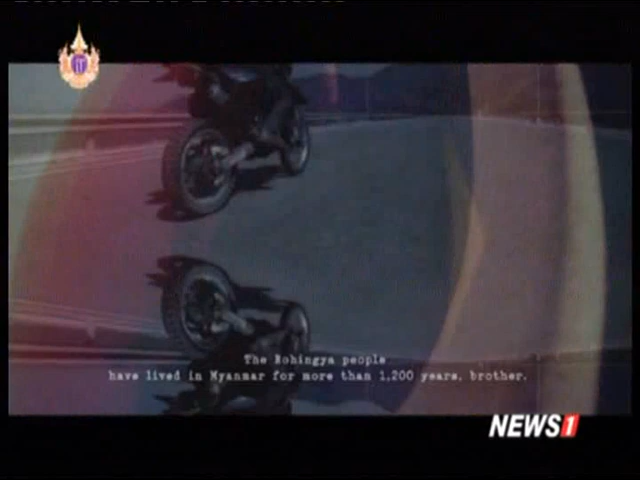 The Rohingya people
have lived in Myanmar for more than 1,200 years, brother.
NEWS1